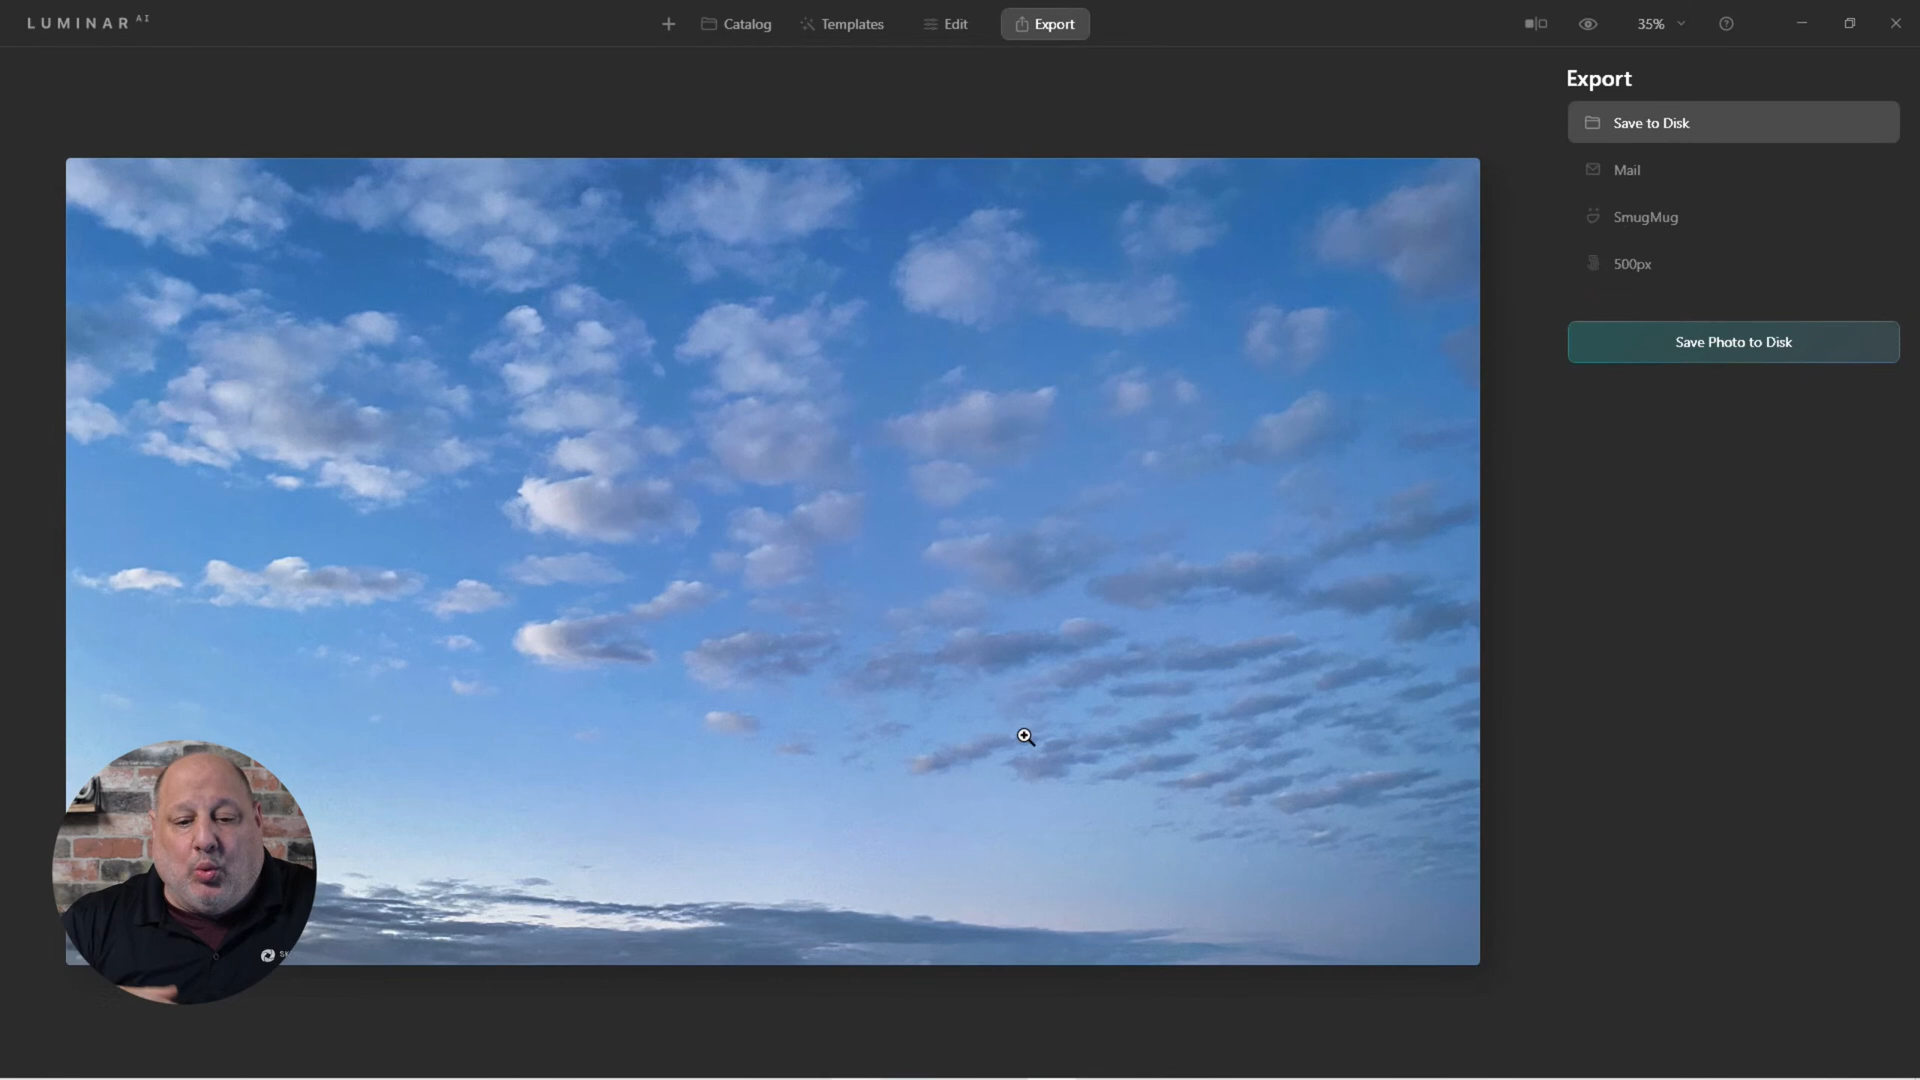 LUMINAR AI
Catalog
Templates
Edit
Export
35%
Export
Save to Disk
Mail
SmugMug
500px
Save Photo to Disk